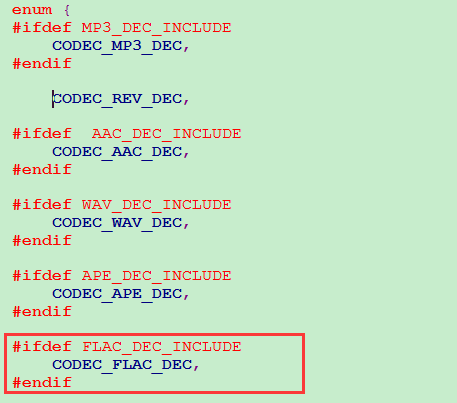 enum {
#ifdef MP3_DEC_INCLUDE
CODEC_MP3_DEC,
#endif
CODEC_REV_DEC,
#ifdef AAC_DEC_INCLUDE
CODEC_AAC_DEC,
#endif
#ifdef WAV_DEC_INCLUDE
CODEC_WAV_DEC,
#endif
#ifdef APE_DEC_INCLUDE
CODEC_APE_DEC,
#endif
#ifdef FLAC_DEC_INCLUDE
CODEC_FLAC_DEC,
#endif